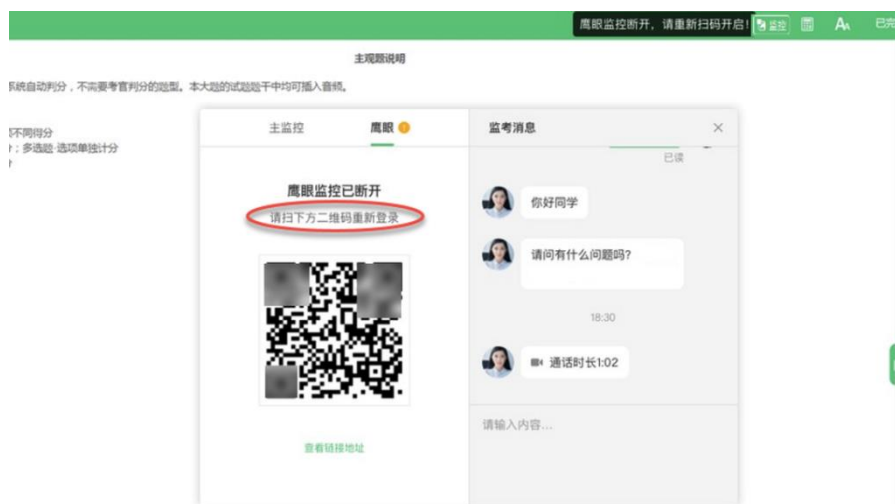 鹰眼监控断开，请重新扫码开启!
监控
已完
主观题说明
系统自动判分，不需要考官判分的题型。本大题的试题题干中均可插入音频。
不同得分
；多选题·选项单独计分
主监控
鹰眼
监考消息
已读
鹰眼监控已断开
请扫下方二维码重新登录
你好同学
请问有什么问题吗?
18:30
通话时长1:02
请输入内容...
查看链接地址